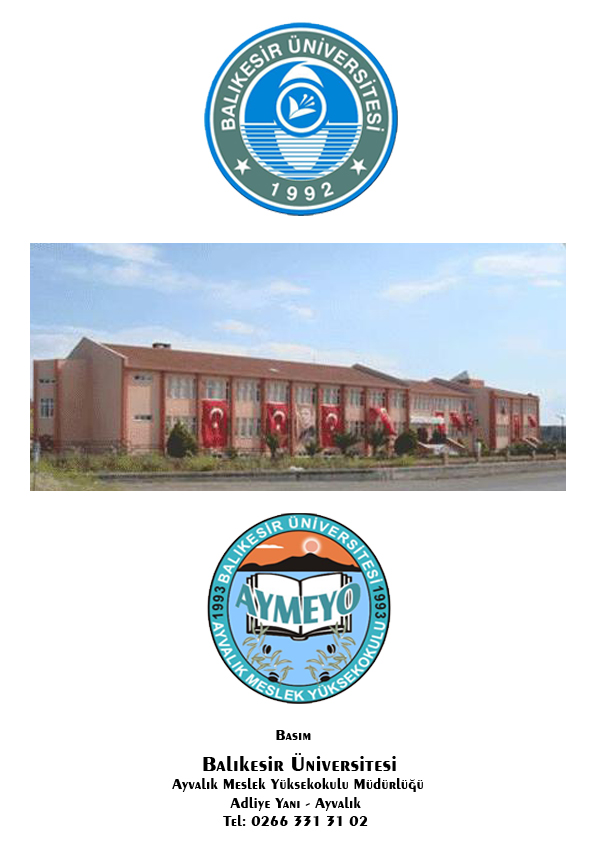 BALIKESİR ÜNİVERSİTESİ
1992
BALIKESİR ÜNİVERSİTESİ
1993
1993
AYMEYO
AYVALIK MESLEK YÜKSEKOKULU
Basım
Balıkesir Üniversitesi
Ayvalık Meslek Yüksekokulu Müdürlüğü
Adliye Yanı - Ayvalık
Tel: 0266 331 31 02